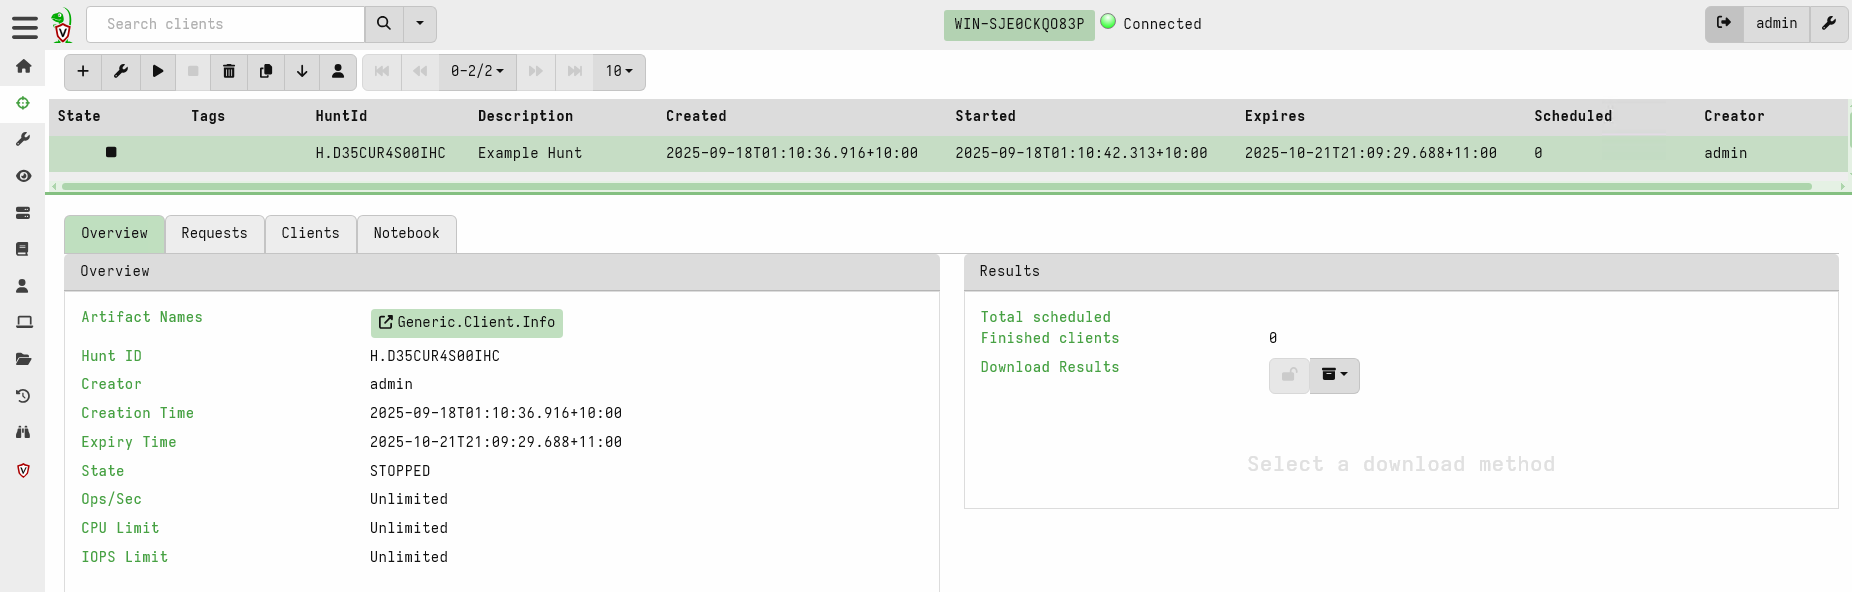 Search clients
WIN-SJE0CKQO83P Connected
admin
0-2/2 10
State Tags HuntId Description Created Started Expires Scheduled Creator
H.D35CUR4S00IHC Example Hunt 2025-09-18T01:10:36.916+10:00 2025-09-18T01:10:42.313+10:00 2025-10-21T21:09:29.688+11:00 0 admin
Overview Requests Clients Notebook
Overview
Artifact Names Generic.Client.Info
Hunt ID H.D35CUR4S00IHC
Creator admin
Creation Time 2025-09-18T01:10:36.916+10:00
Expiry Time 2025-10-21T21:09:29.688+11:00
State STOPPED
Ops/Sec Unlimited
CPU Limit Unlimited
IOPS Limit Unlimited
Results
Total scheduled
Finished clients 0
Download Results
Select a download method